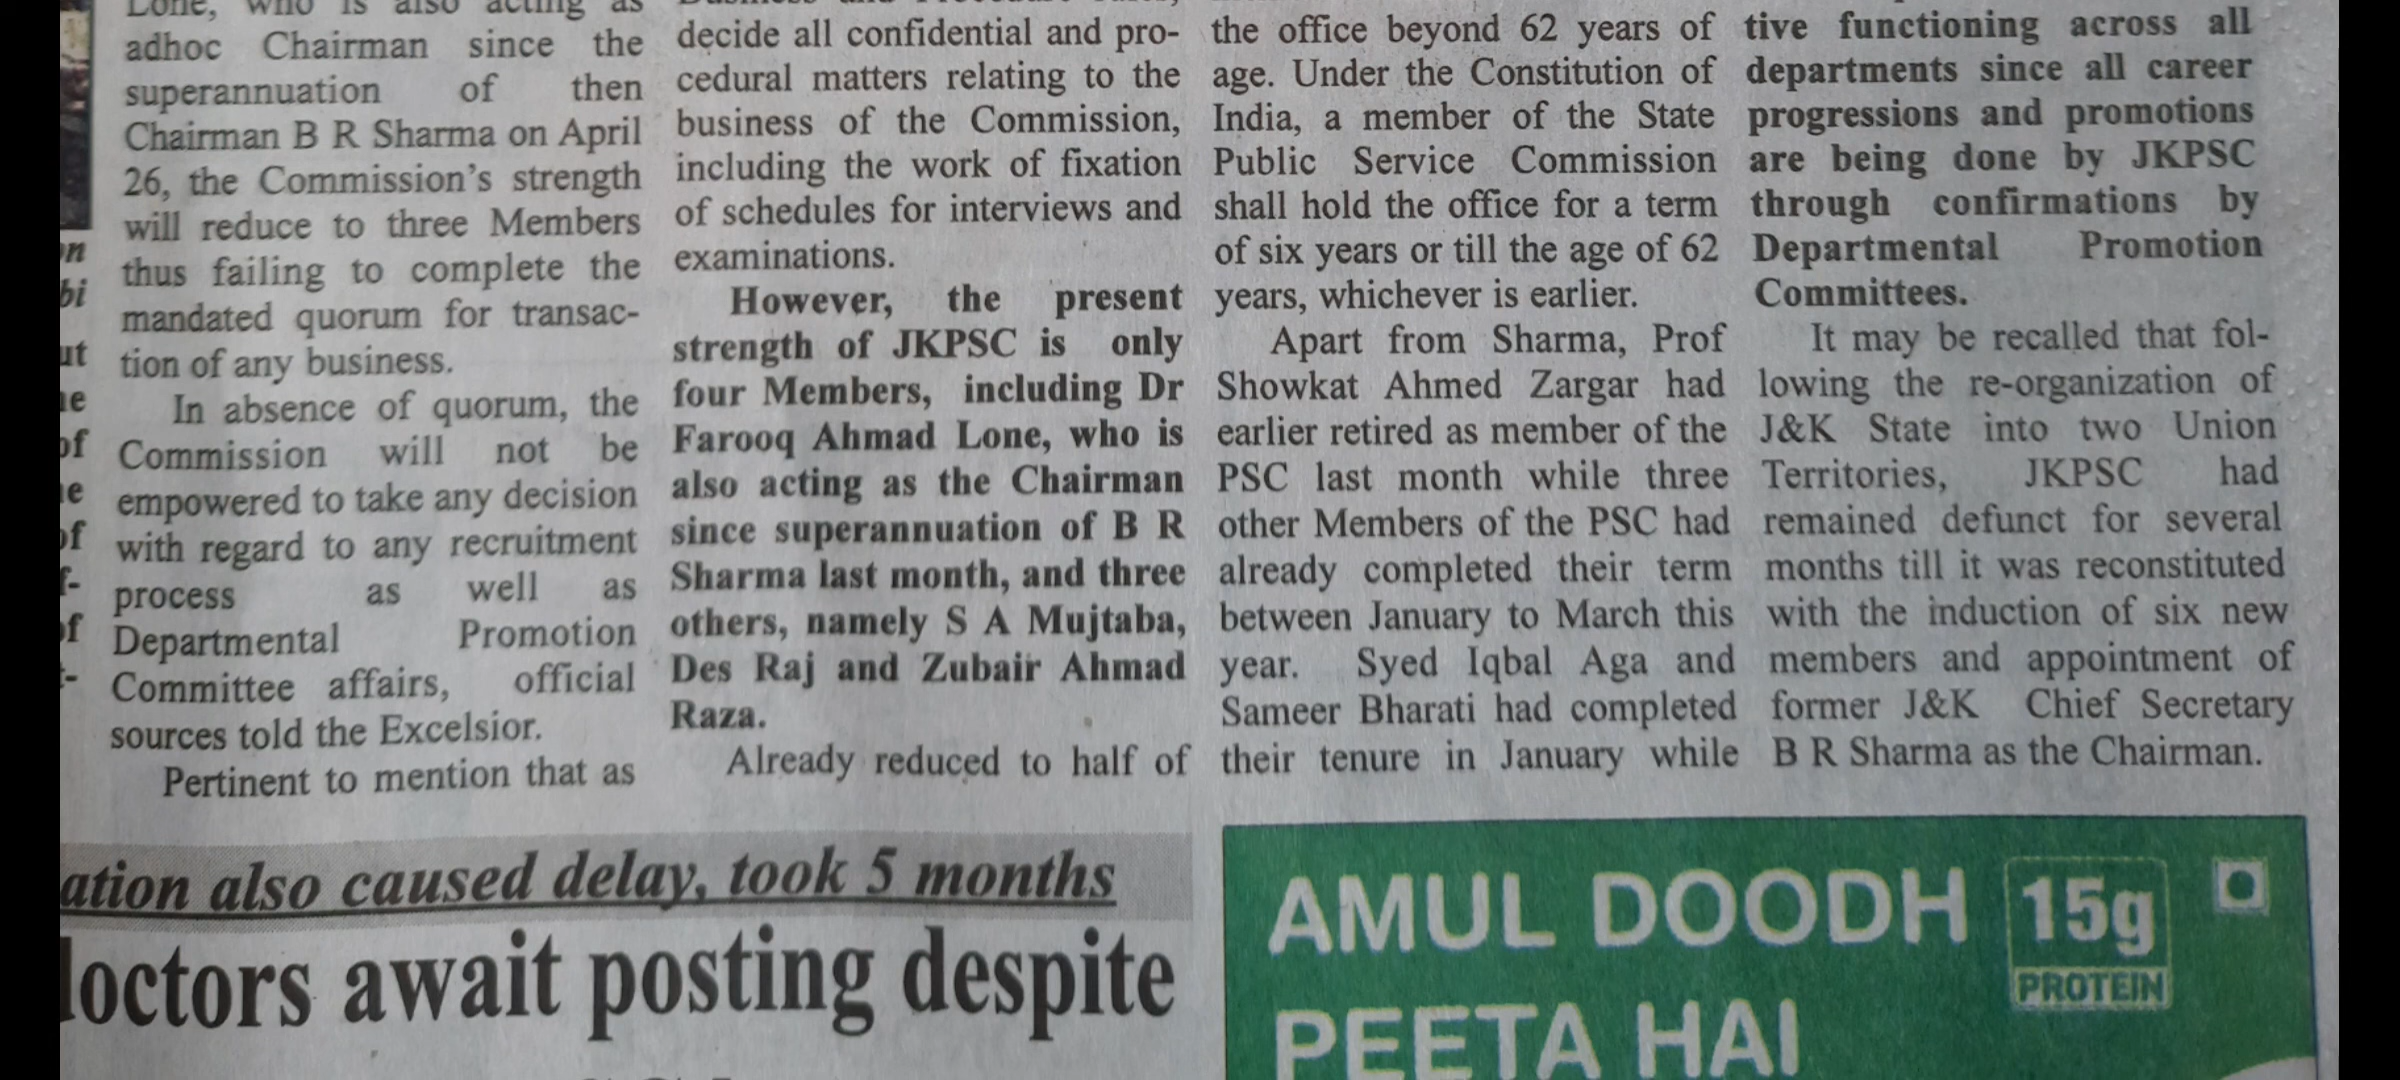 Lone, who is also acting as
adhoc Chairman since the
superannuation of then
Chairman B R Sharma on April
26, the Commission's strength
will reduce to three Members
thus failing to complete the
mandated quorum for transac-
tion of any business.
In absence of quorum, the
Commission will not be
empowered to take any decision
with regard to any recruitment
process as well as
Departmental Promotion
Committee affairs, official
sources told the Excelsior.
Pertinent to mention that as
decide all confidential and pro-
cedural matters relating to the
business of the Commission,
including the work of fixation
of schedules for interviews and
examinations.
However, the present
strength of JKPSC is only
four Members, including Dr
Farooq Ahmad Lone, who is
also acting as the Chairman
since superannuation of B R
Sharma last month, and three
others, namely S A Mujtaba,
Des Raj and Zubair Ahmad
Raza.
Already reduced to half of
the office beyond 62 years of
age. Under the Constitution of
India, a member of the State
Public Service Commission
shall hold the office for a term
of six years or till the age of 62
years, whichever is earlier.
Apart from Sharma, Prof
Showkat Ahmed Zargar had
earlier retired as member of the
PSC last month while three
other Members of the PSC had
already completed their term
between January to March this
year. Syed Iqbal Aga and
Sameer Bharati had completed
their tenure in January while
tive functioning across all
departments since all career
progressions and promotions
are being done by JKPSC
through confirmations by
Departmental Promotion
Committees.
It may be recalled that fol-
lowing the re-organization of
J&K State into two Union
Territories, JKPSC had
remained defunct for several
months till it was reconstituted
with the induction of six new
members and appointment of
former J&K Chief Secretary
B R Sharma as the Chairman.
ation also caused delay, took 5 months
octors await posting despite
AMUL DOODH
PEETA HAI
15g
PROTEIN